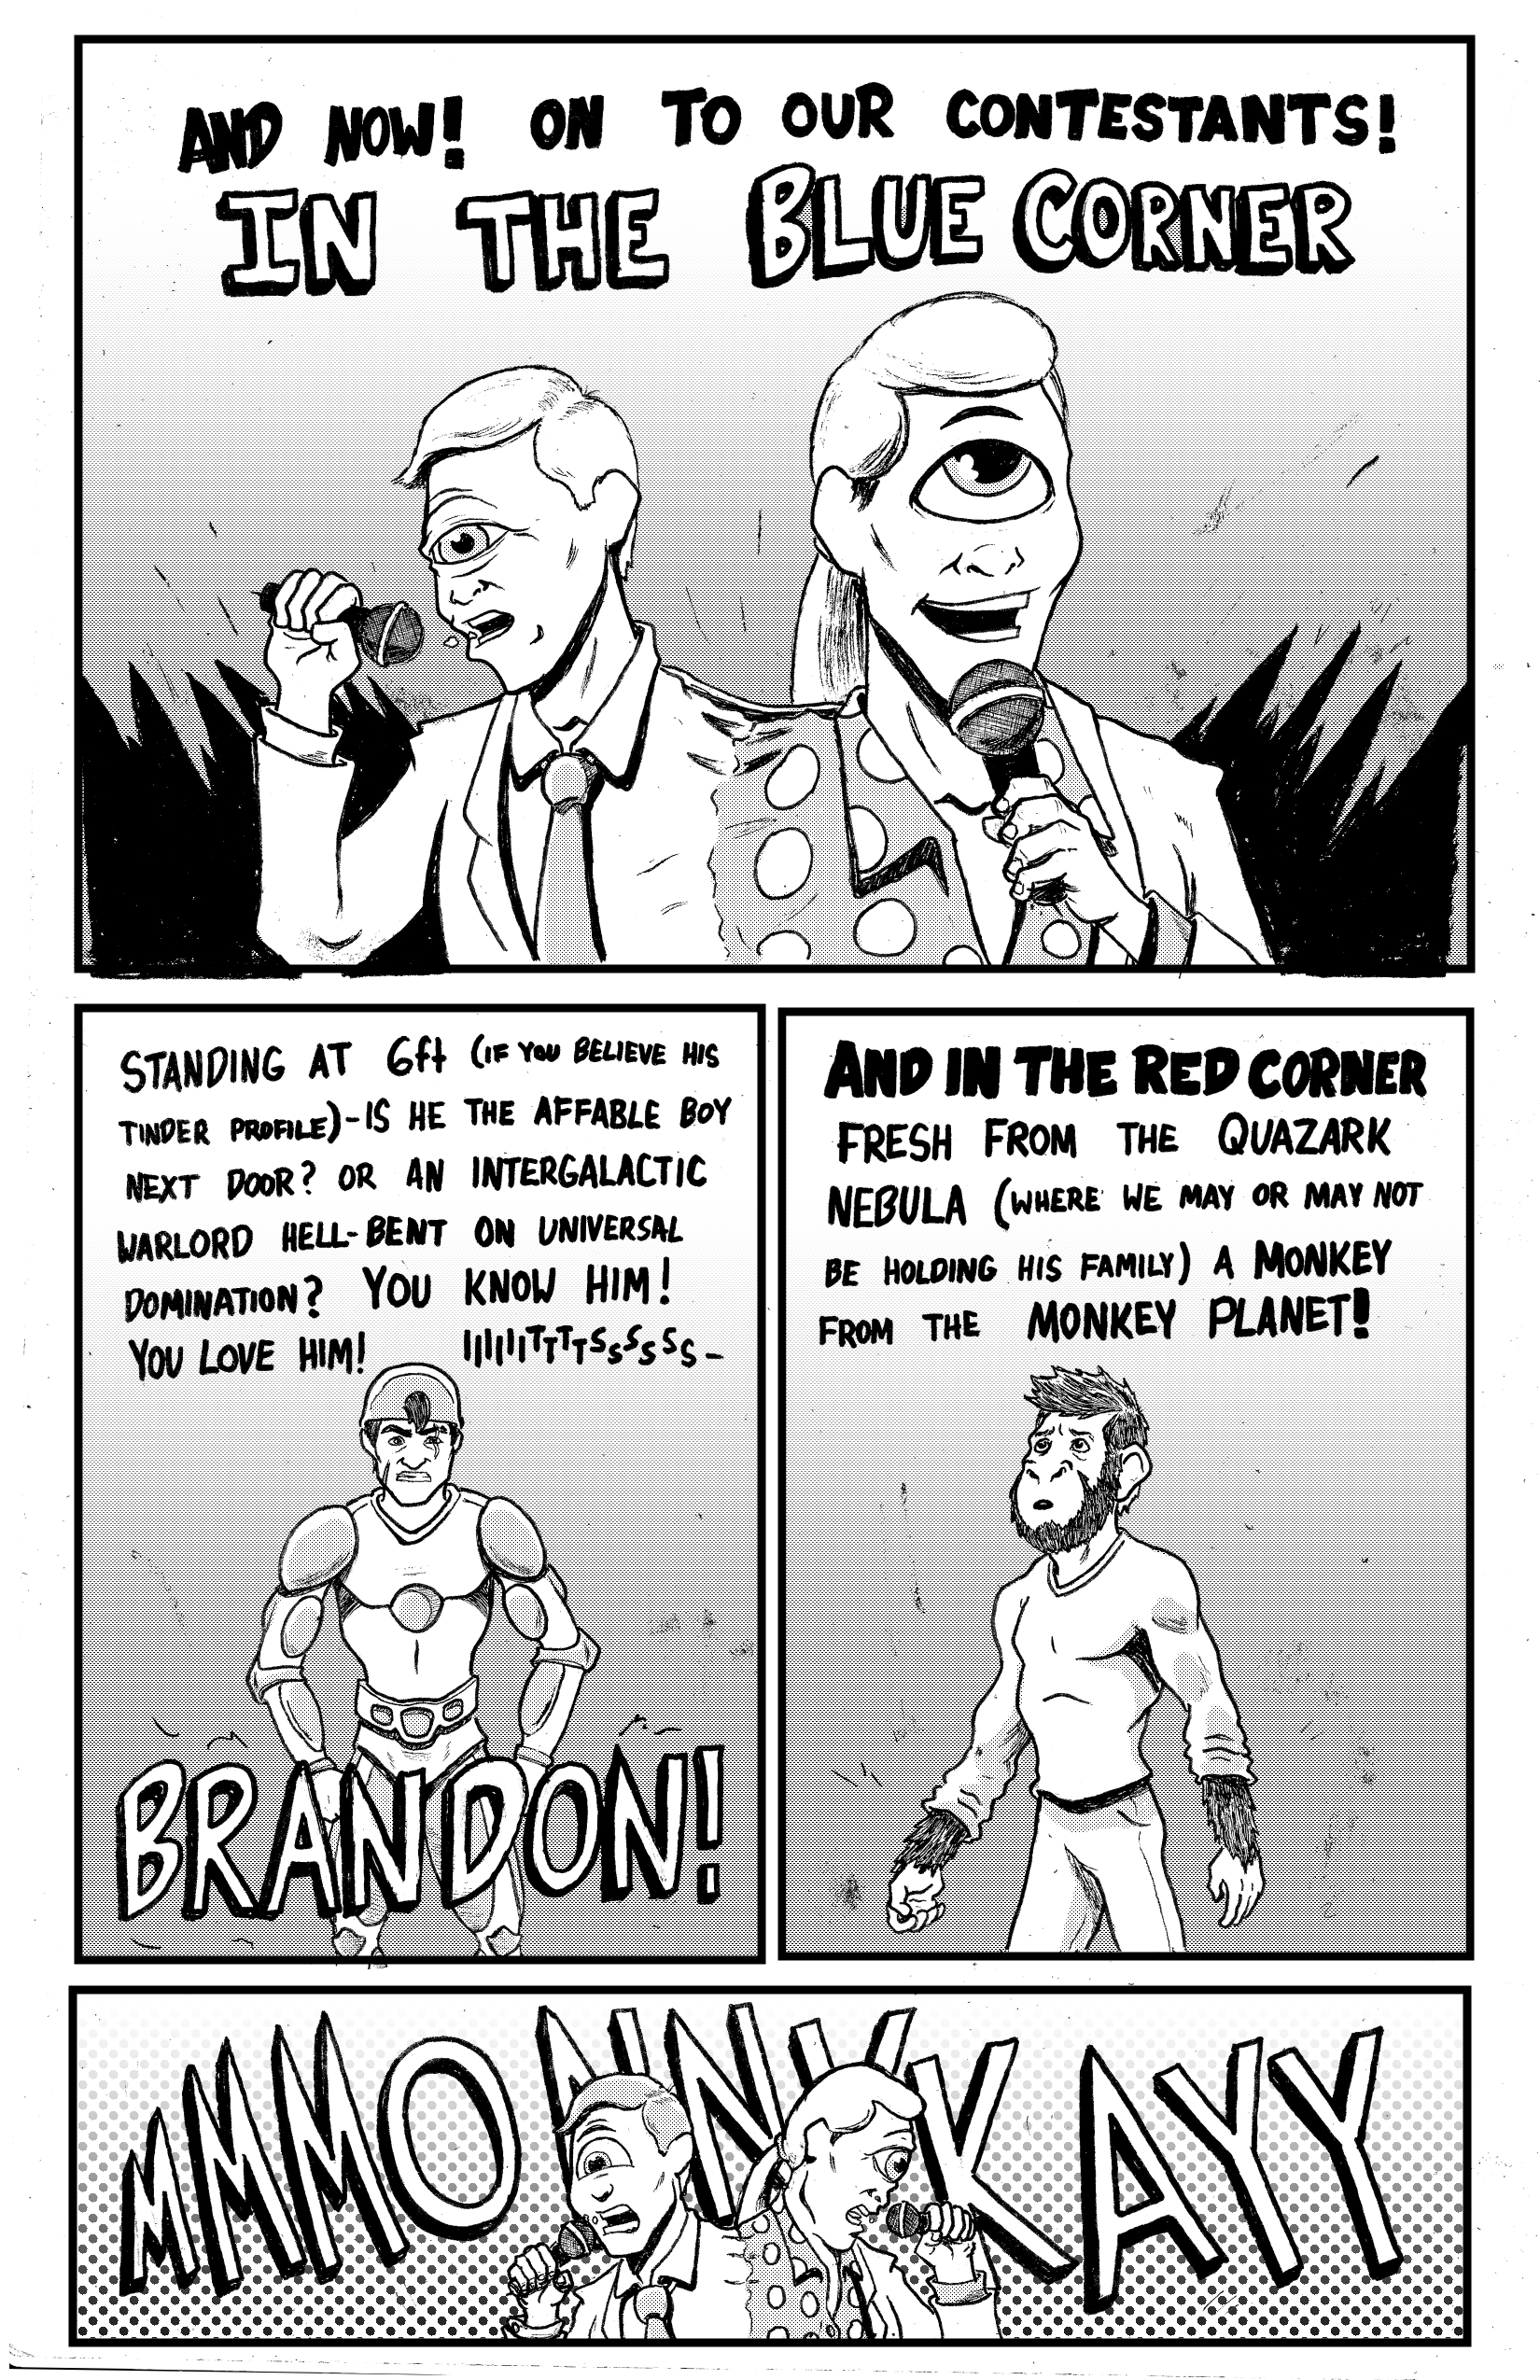 AND NOW! ON TO OUR CONTESTANTS!
IN THE BLUE CORNER
STANDING AT 6ft (IF YOU BELIEVE HIS
TINDER PROFILE)-IS HE THE AFFABLE BOY
NEXT DOOR? OR AN INTERGALACTIC
WARLORD HELL-BENT ON UNIVERSAL
DOMINATION? YOU KNOW HIM!
YOU LOVE HIM! IIIIIITTTTSSSSSS-
BRANDON!
AND IN THE RED CORNER
FRESH FROM THE QUAZARK
NEBULA (WHERE WE MAY OR MAY NOT
BE HOLDING HIS FAMILY) A MONKEY
FROM THE MONKEY PLANET!
MMMONNKKAYY